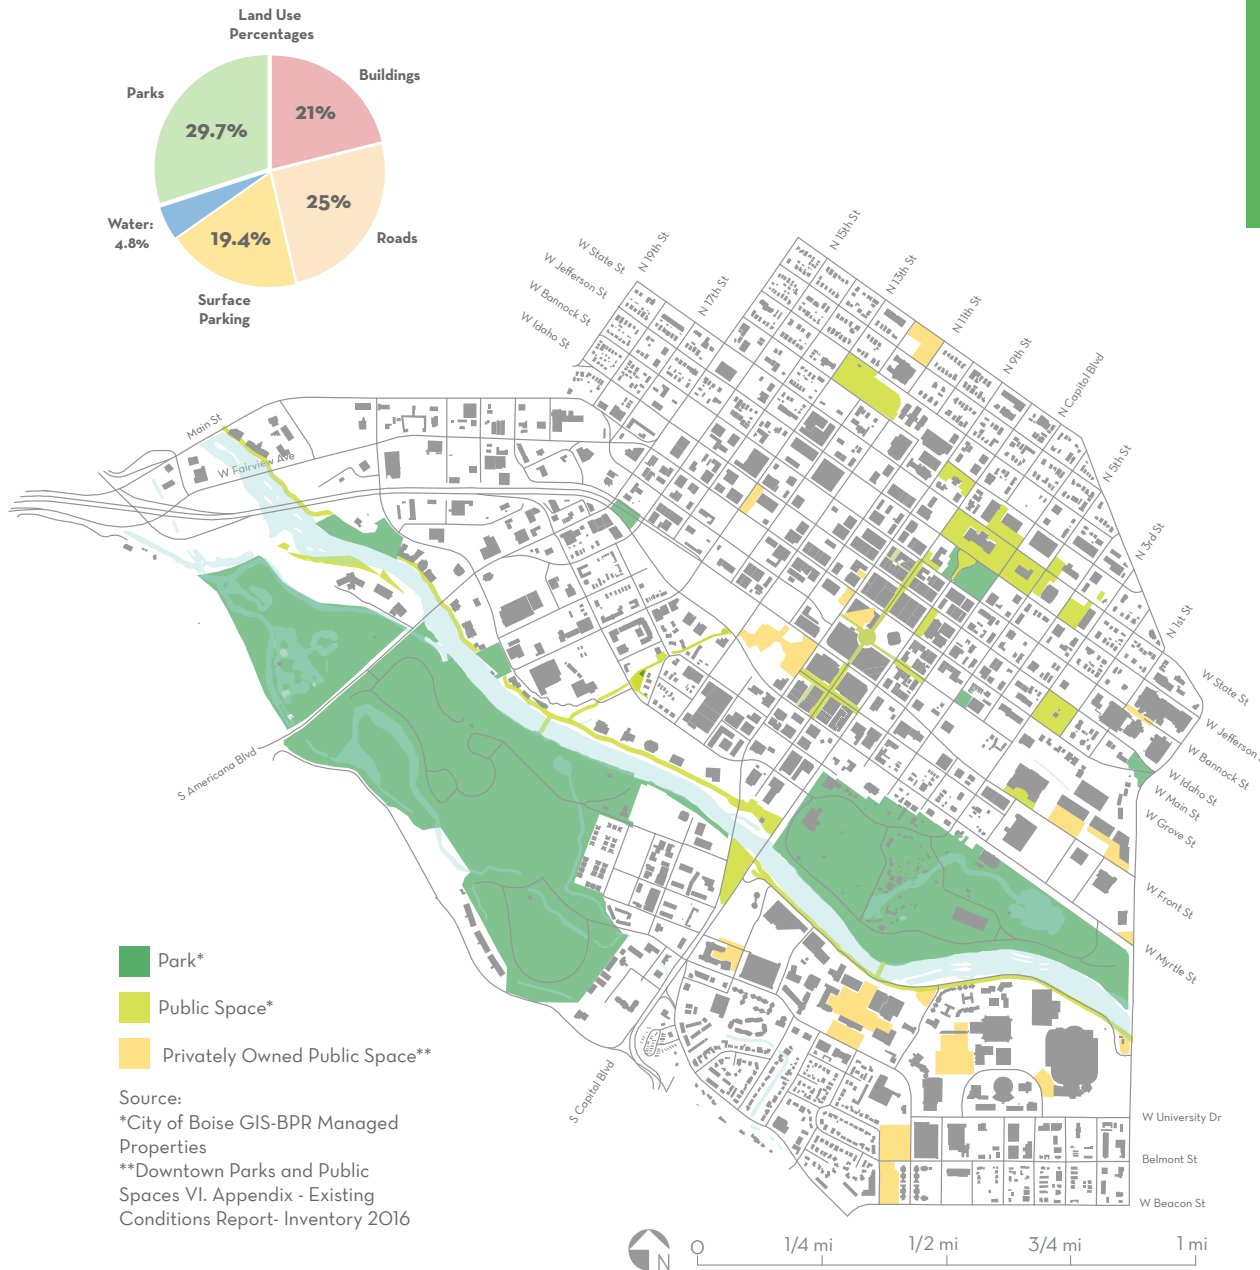 Land Use
Percentages
Buildings
Parks
21%
29.7%
25%
Water:
4.8%
19.4%
Roads
Surface
Parking
N 15th St
N 19th St
W State St
W Jefferson St
W Bannock St
W Idaho St
N 17th St
N 13th St
N 11th St
N 9th St
N Capitol Blvd
Main St
W Fairview Ave
N 5th St
N 3rd St
N 1st St
W State St
W Jefferson
W Bannock St
W Idaho St
W Main St
W Grove St
S Americana Blvd
W Front St
W Myrtle St
Park*
Public Space*
Privately Owned Public Space**
Source:
*City of Boise GIS-BPR Managed
Properties
**Downtown Parks and Public
Spaces VI. Appendix - Existing
Conditions Report- Inventory 2016
S Capitol Blvd
W University Dr
Belmont St
W Beacon St
N
0
1/4 mi
1/2 mi
3/4 mi
1 mi